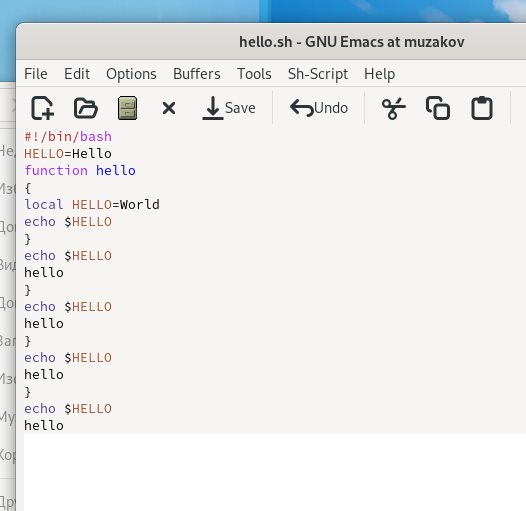 hello.sh - GNU Emacs at muzakov
File Edit Options Buffers Tools Sh-Script Help
Save Undo
#!/bin/bash
HELLO=Hello
function hello
{
local HELLO=World
echo $HELLO
}
echo $HELLO
hello
}
echo $HELLO
hello
}
echo $HELLO
hello
}
echo $HELLO
hello